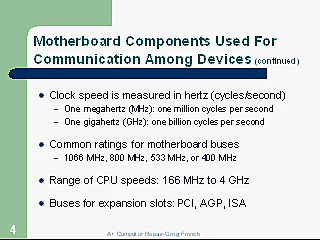 Motherboard Components Used For
Communication Among Devices (continued)
Clock speed is measured in hertz (cycles/second)
– One megahertz (MHz): one million cycles per second
– One gigahertz (GHz): one billion cycles per second
Common ratings for motherboard buses
– 1066 MHz, 800 MHz, 533 MHz, or 400 MHz
Range of CPU speeds: 166 MHz to 4 GHz
Buses for expansion slots: PCI, AGP, ISA
4
A+ Computer Repair-Greg French